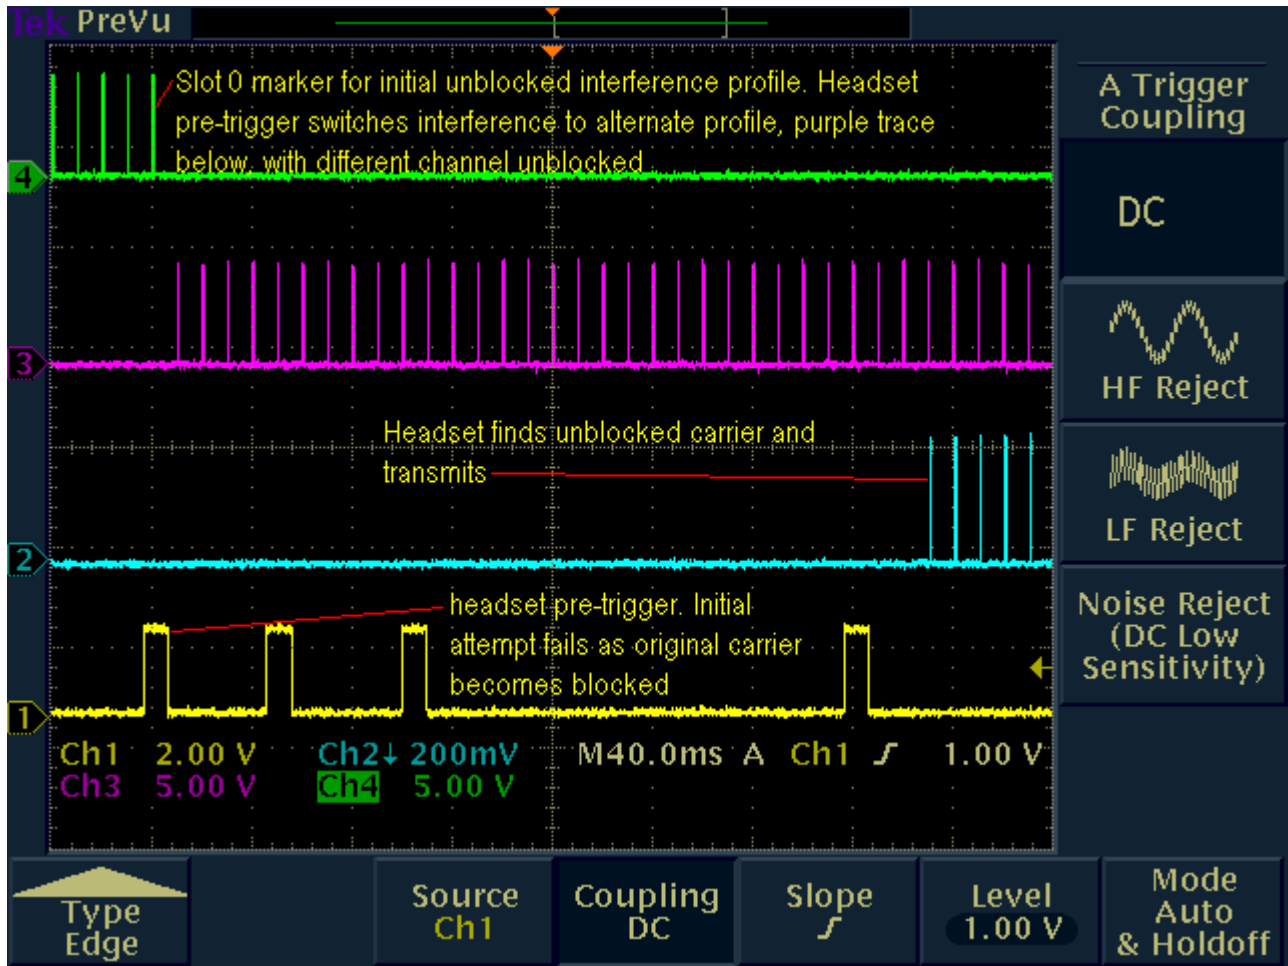 Tek PreVu
Slot 0 marker for initial unblocked interference profile. Headset
pre-trigger switches interference to alternate profile, purple trace
below, with different channel unblocked
4
3
Headset finds unblocked carrier and
transmits
2
headset pre-trigger. Initial
attempt fails as original carrier
becomes blocked
1
Ch1 2.00 V Ch2↓ 200mV M40.0ms A Ch1 1.00 V
Ch3 5.00 V Ch4 5.00 V
A Trigger
Coupling
DC
HF Reject
LF Reject
Noise Reject
(DC Low
Sensitivity)
Type
Edge
Source
Ch1
Coupling
DC
Slope
Level
1.00 V
Mode
Auto
& Holdoff